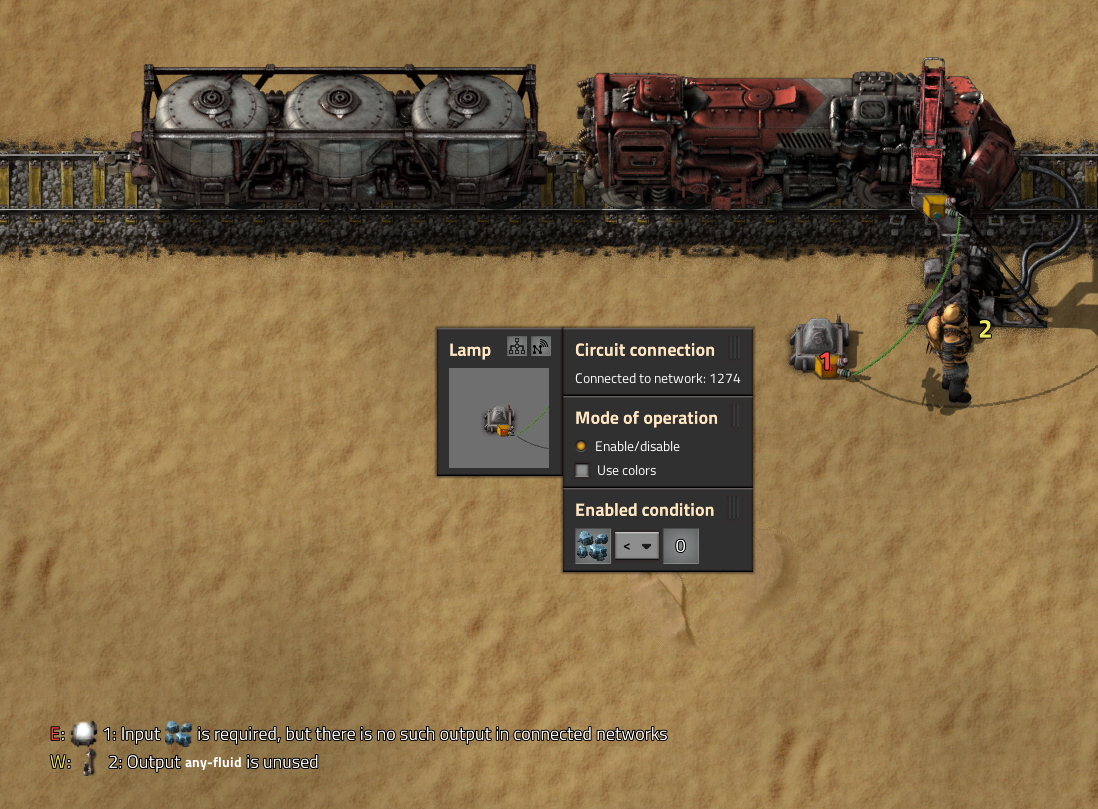 2
1
Lamp
Circuit connection
Connected to network: 1274
Mode of operation
Enable/disable
Use colors
Enabled condition
< 0
E: 1: Input is required, but there is no such output in connected networks
W: 2: Output any-fluid is unused